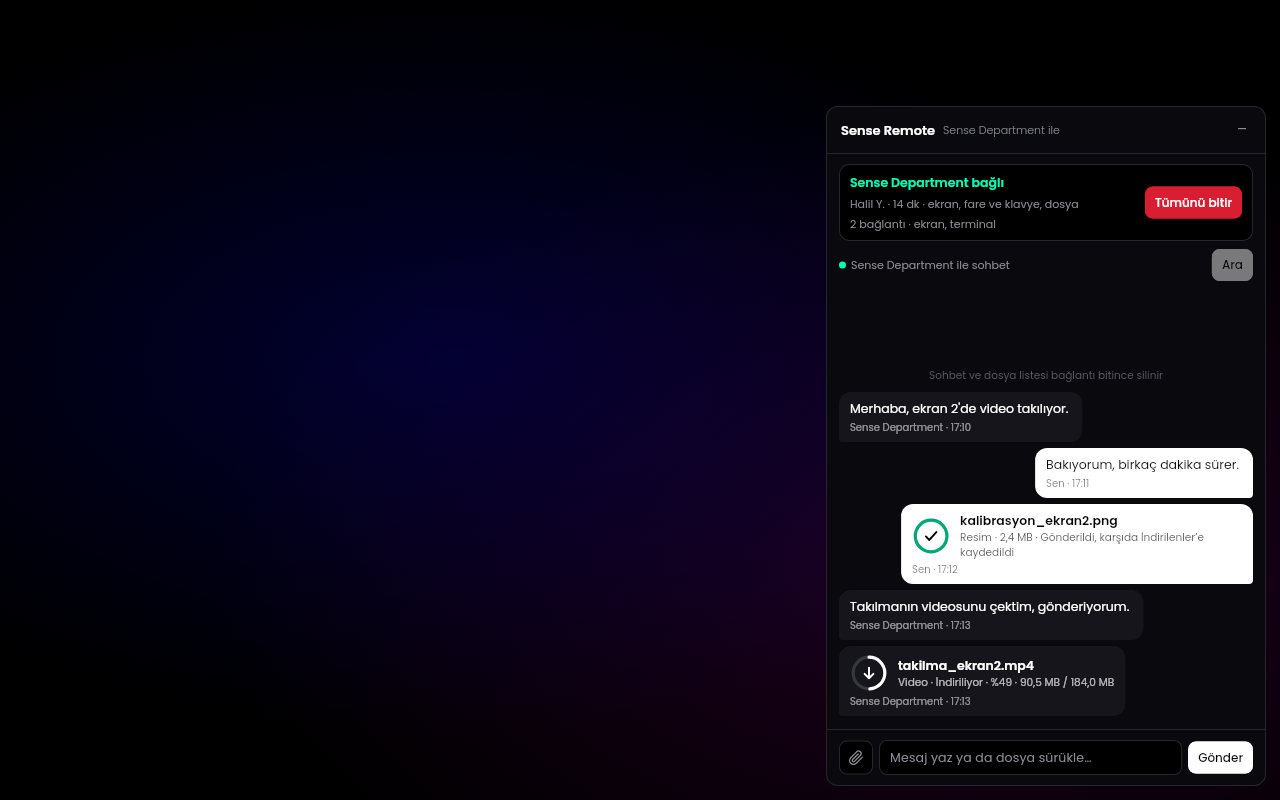 Sense Remote Sense Department ile
Sense Department bağlı
Halil Y. · 14 dk · ekran, fare ve klavye, dosya
2 bağlantı · ekran, terminal
Tümünü bitir
Sense Department ile sohbet
Ara
Sohbet ve dosya listesi bağlantı bitince silinir
Merhaba, ekran 2'de video takılıyor.
Sense Department · 17:10
Bakıyorum, birkaç dakika sürer.
Sen · 17:11
kalibrasyon_ekran2.png
Resim · 2,4 MB · Gönderildi, karşıda İndirilenler'e
kaydedildi
Sen · 17:12
Takılmanın videosunu çektim, gönderiyorum.
Sense Department · 17:13
takilma_ekran2.mp4
Video · İndiriliyor · %49 · 90,5 MB / 184,0 MB
Sense Department · 17:13
Mesaj yaz ya da dosya sürükle…
Gönder